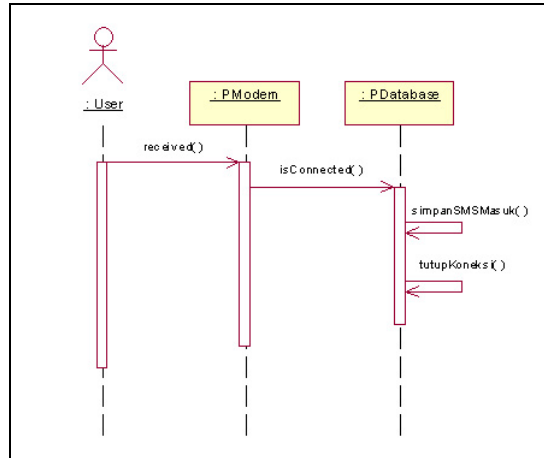 : User
: PModem
: PDatabase
received( )
isConnected( )
simpanSMSMasuk( )
tutupKoneksi( )